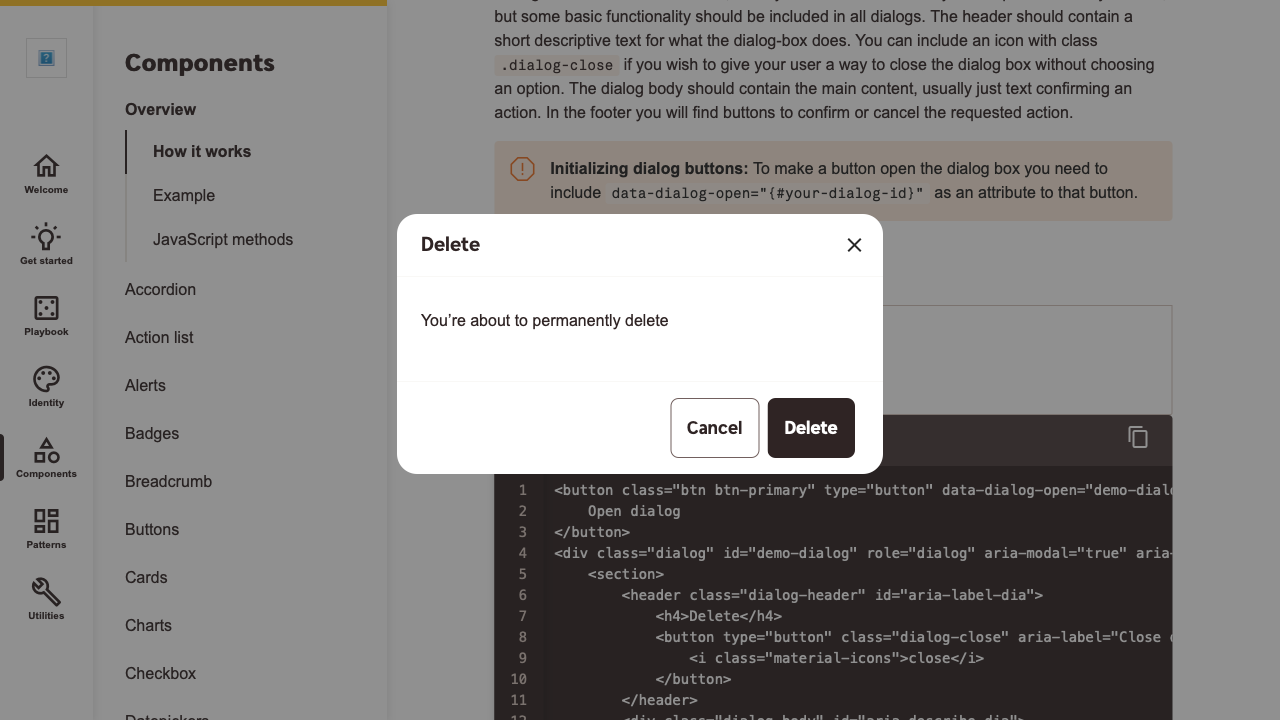 Components
Overview
How it works
Example
JavaScript methods
Accordion
Action list
Alerts
Badges
Breadcrumb
Buttons
Cards
Charts
Checkbox
Welcome
Get started
Playbook
Identity
Components
Patterns
Utilities
but some basic functionality should be included in all dialogs. The header should contain a
short descriptive text for what the dialog-box does. You can include an icon with class
.dialog-close if you wish to give your user a way to close the dialog box without choosing
an option. The dialog body should contain the main content, usually just text confirming an
action. In the footer you will find buttons to confirm or cancel the requested action.
Initializing dialog buttons: To make a button open the dialog box you need to
include data-dialog-open="{#your-dialog-id}" as an attribute to that button.
Delete
You’re about to permanently delete
Cancel Delete
1 <button class="btn btn-primary" type="button" data-dialog-open="demo-dialo
2 Open dialog
3 </button>
4 <div class="dialog" id="demo-dialog" role="dialog" aria-modal="true" aria-
5 <section>
6 <header class="dialog-header" id="aria-label-dia">
7 <h4>Delete</h4>
8 <button type="button" class="dialog-close" aria-label="Close
9 <i class="material-icons">close</i>
10 </button>
11 </header>
12 <div class="dialog-body" id="aria-describe-dia">